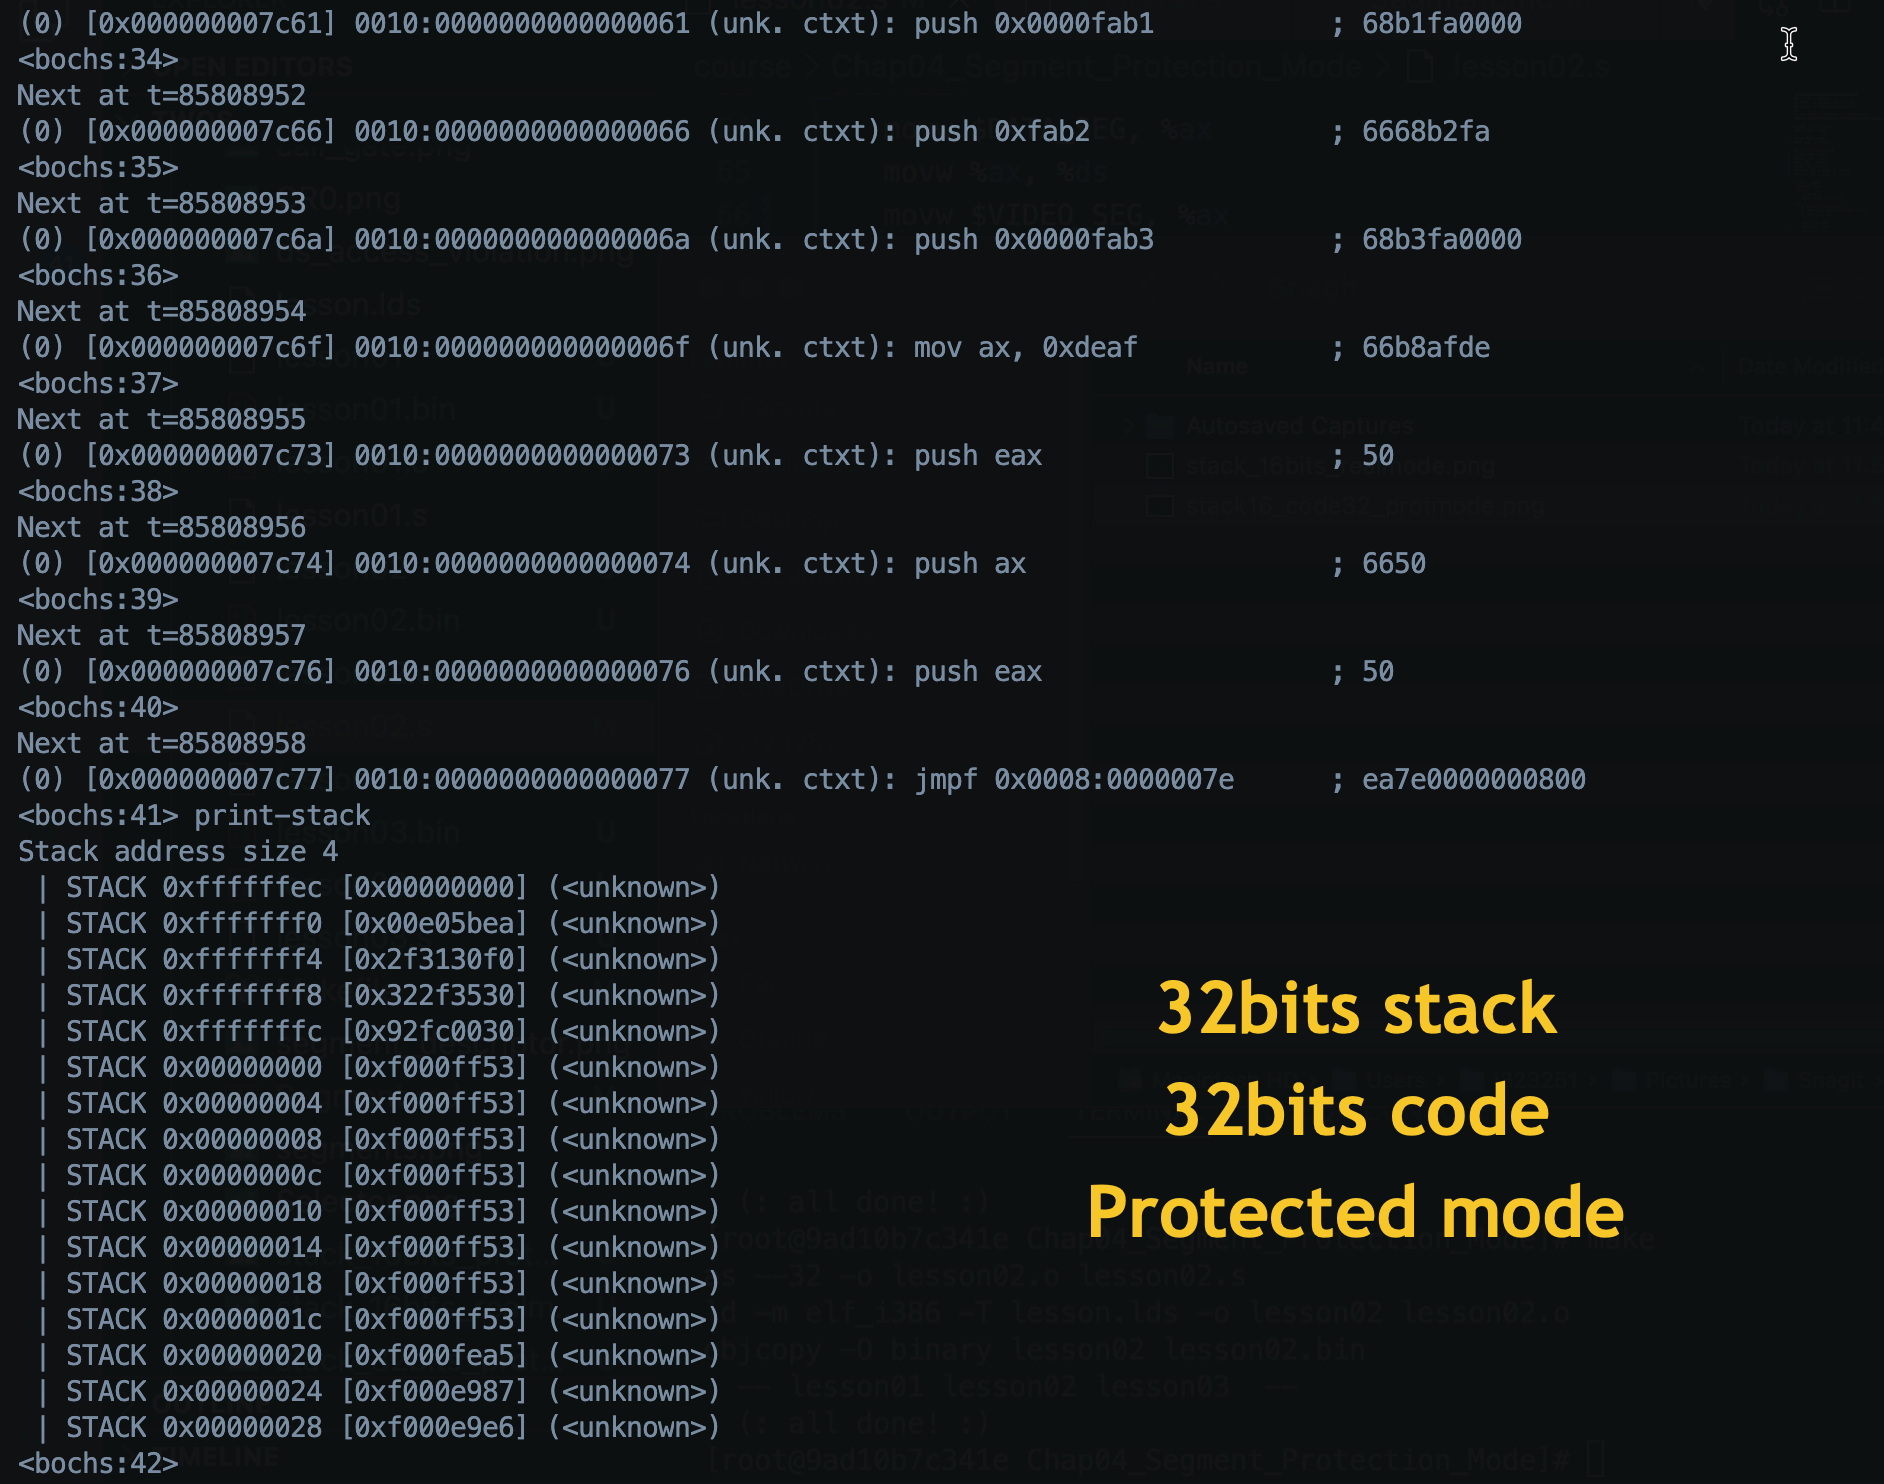 (0) [0x000000007c61] 0010:0000000000000061 (unk. ctxt): push 0x0000fab1 ; 68b1fa0000
<bochs:34>
Next at t=85808952
(0) [0x000000007c66] 0010:0000000000000066 (unk. ctxt): push 0xfab2 ; 6668b2fa
<bochs:35>
Next at t=85808953
(0) [0x000000007c6a] 0010:000000000000006a (unk. ctxt): push 0x0000fab3 ; 68b3fa0000
<bochs:36>
Next at t=85808954
(0) [0x000000007c6f] 0010:000000000000006f (unk. ctxt): mov ax, 0xdeaf ; 66b8afde
<bochs:37>
Next at t=85808955
(0) [0x000000007c73] 0010:0000000000000073 (unk. ctxt): push eax ; 50
<bochs:38>
Next at t=85808956
(0) [0x000000007c74] 0010:0000000000000074 (unk. ctxt): push ax ; 6650
<bochs:39>
Next at t=85808957
(0) [0x000000007c76] 0010:0000000000000076 (unk. ctxt): push eax ; 50
<bochs:40>
Next at t=85808958
(0) [0x000000007c77] 0010:0000000000000077 (unk. ctxt): jmpf 0x0008:0000007e ; ea7e0000000800
<bochs:41> print-stack
Stack address size 4
| STACK 0xffffffec [0x00000000] (<unknown>)
| STACK 0xfffffff0 [0x00e05bea] (<unknown>)
| STACK 0xfffffff4 [0x2f3130f0] (<unknown>)
| STACK 0xfffffff8 [0x322f3530] (<unknown>)
| STACK 0xfffffffc [0x92fc0030] (<unknown>)
| STACK 0x00000000 [0xf000ff53] (<unknown>)
| STACK 0x00000004 [0xf000ff53] (<unknown>)
| STACK 0x00000008 [0xf000ff53] (<unknown>)
| STACK 0x0000000c [0xf000ff53] (<unknown>)
| STACK 0x00000010 [0xf000ff53] (<unknown>)
| STACK 0x00000014 [0xf000ff53] (<unknown>)
| STACK 0x00000018 [0xf000ff53] (<unknown>)
| STACK 0x0000001c [0xf000ff53] (<unknown>)
| STACK 0x00000020 [0xf000fea5] (<unknown>)
| STACK 0x00000024 [0xf000e987] (<unknown>)
| STACK 0x00000028 [0xf000e9e6] (<unknown>)
<bochs:42>
32bits stack
32bits code
Protected mode